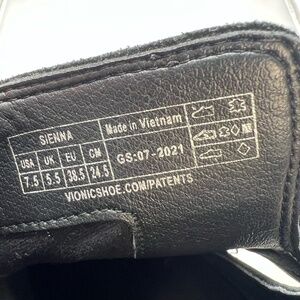 SIENNA
USA UK EU CM
7.5 5.5 38.5 24.5
Made in Vietnam
GS:07-2021
VIONICSHOE.COM/PATENTS